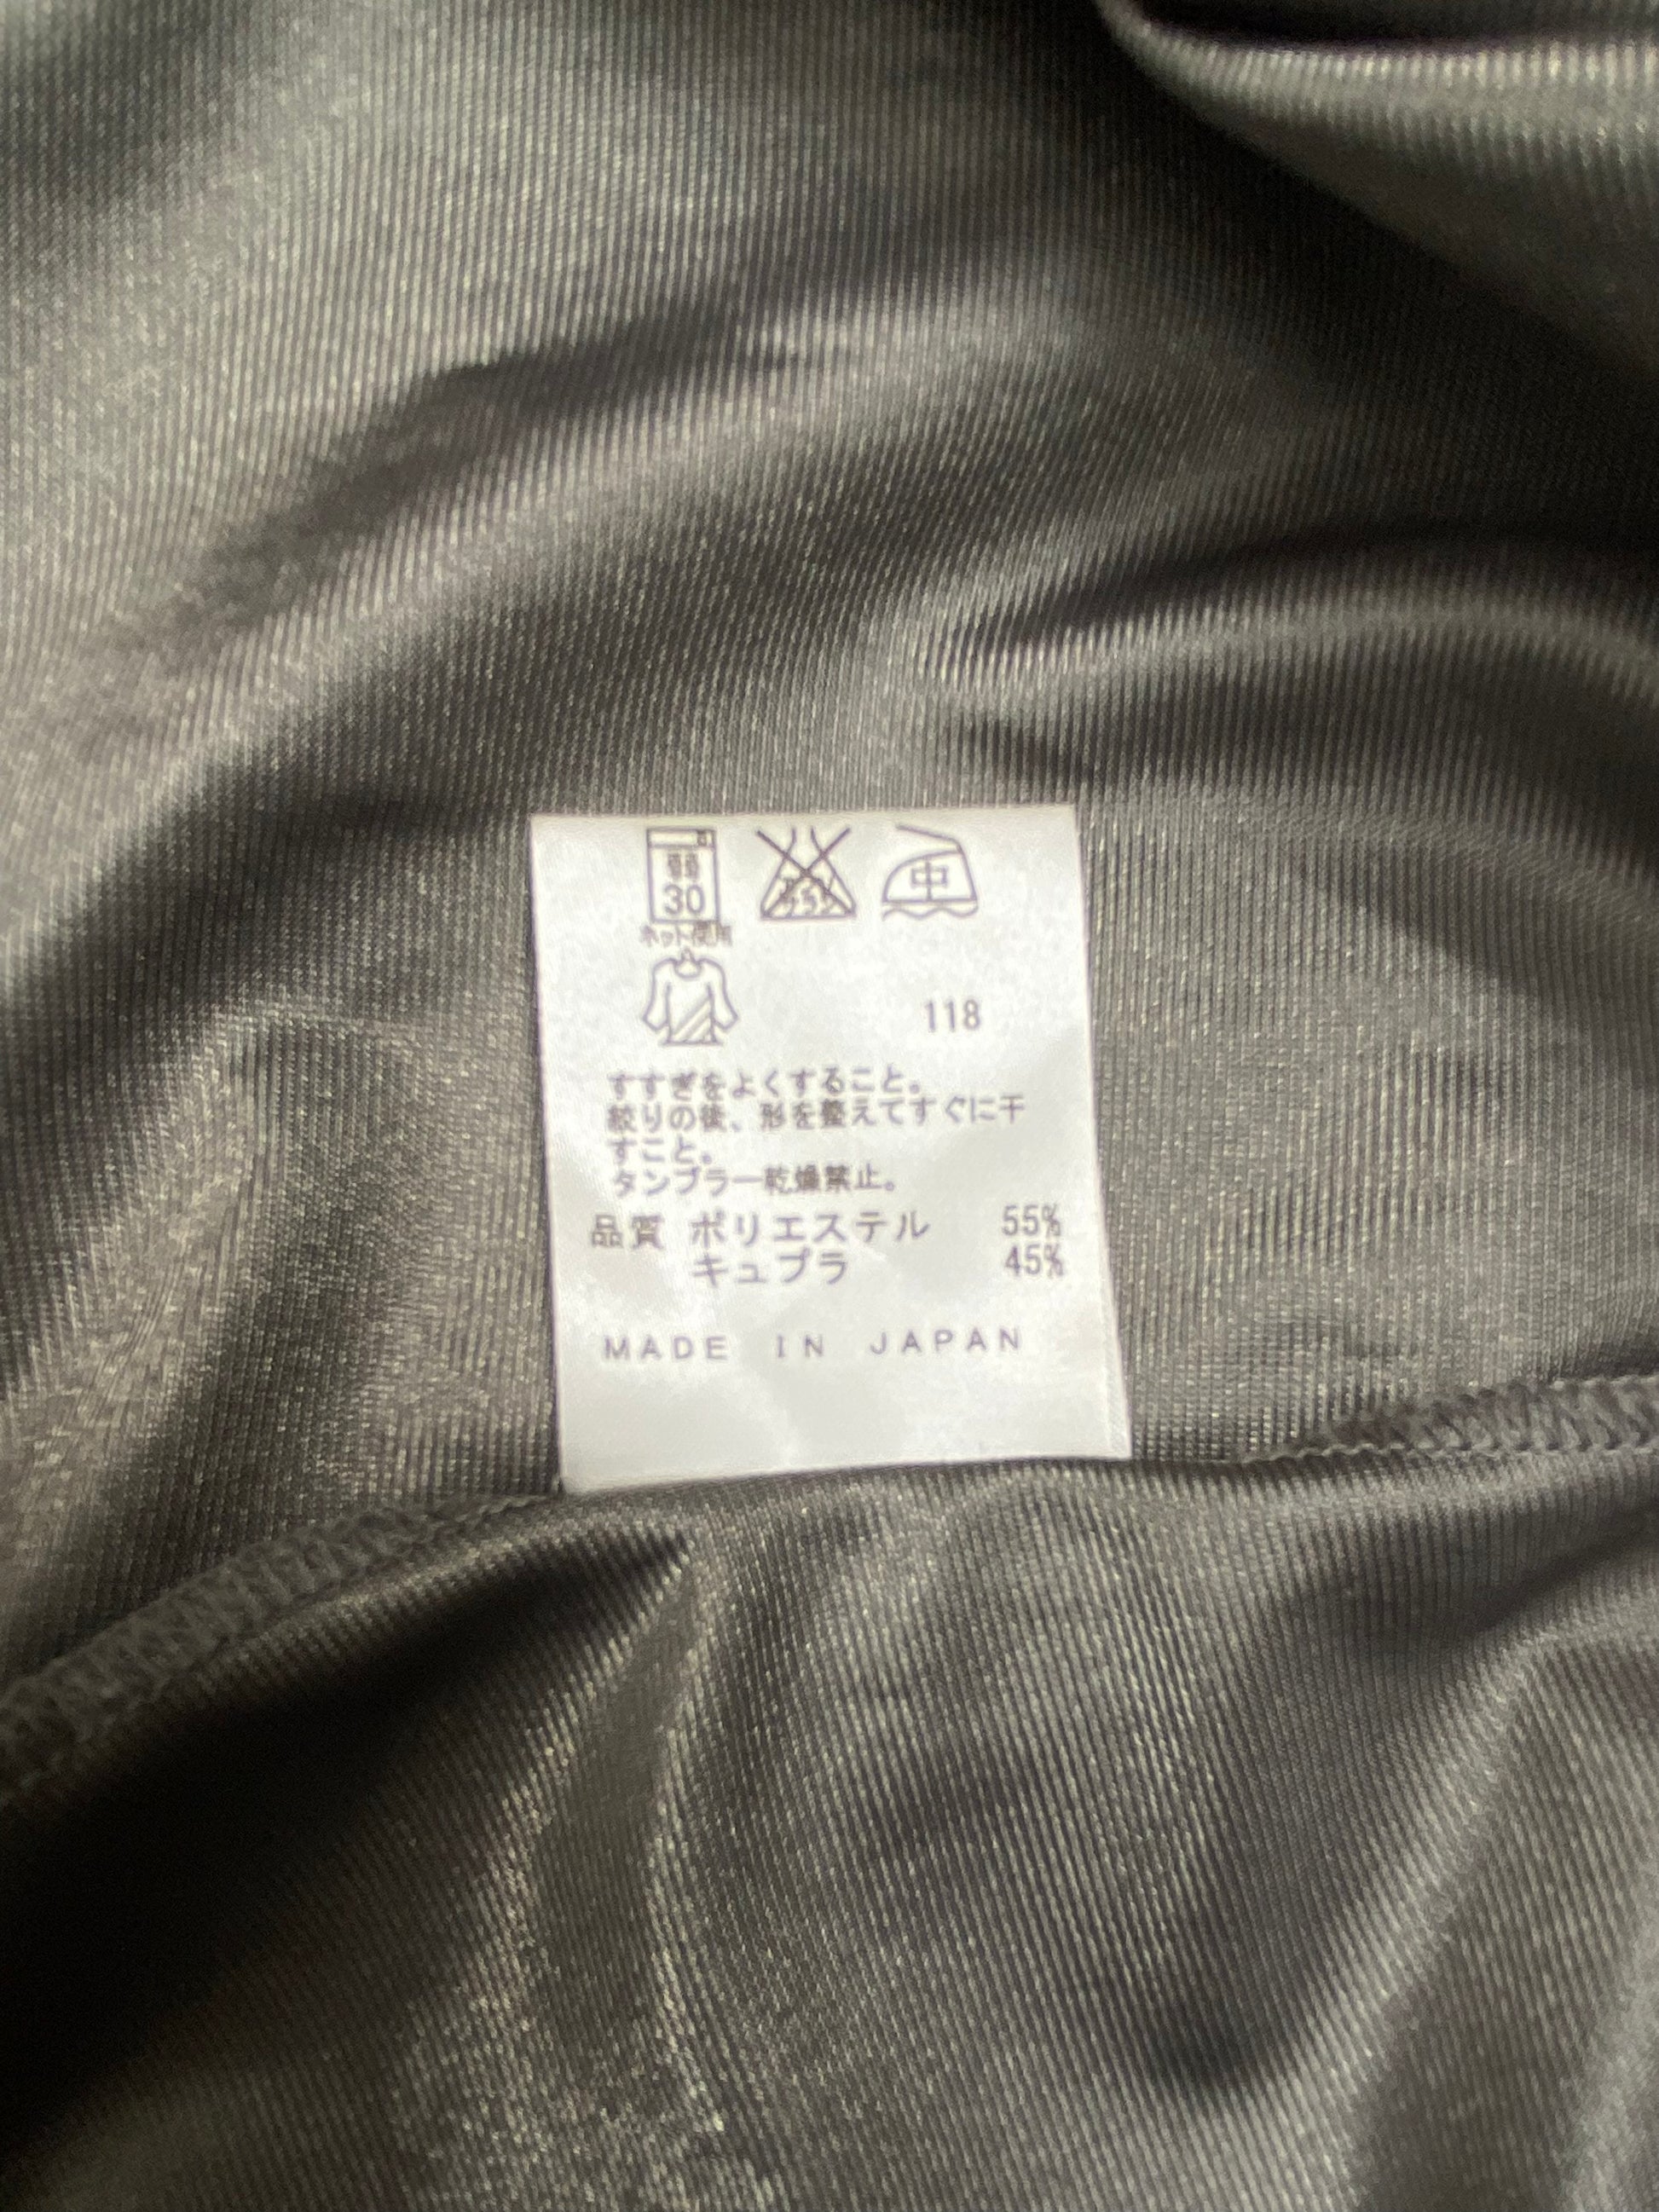 弱
30
中
ネット使用
118
すすぎをよくすること。
絞りの後、形を整えてすぐに干
すこと。
タンブラー乾燥禁止。
品質 ポリエステル 55%
キュプラ 45%
MADE IN JAPAN